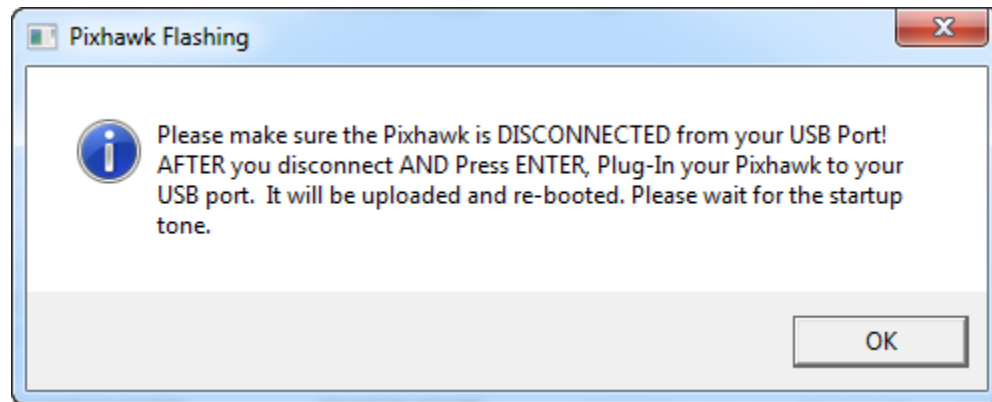 Pixhawk Flashing
Please make sure the Pixhawk is DISCONNECTED from your USB Port!
AFTER you disconnect AND Press ENTER, Plug-In your Pixhawk to your
USB port.  It will be uploaded and re-booted. Please wait for the startup
tone.
OK